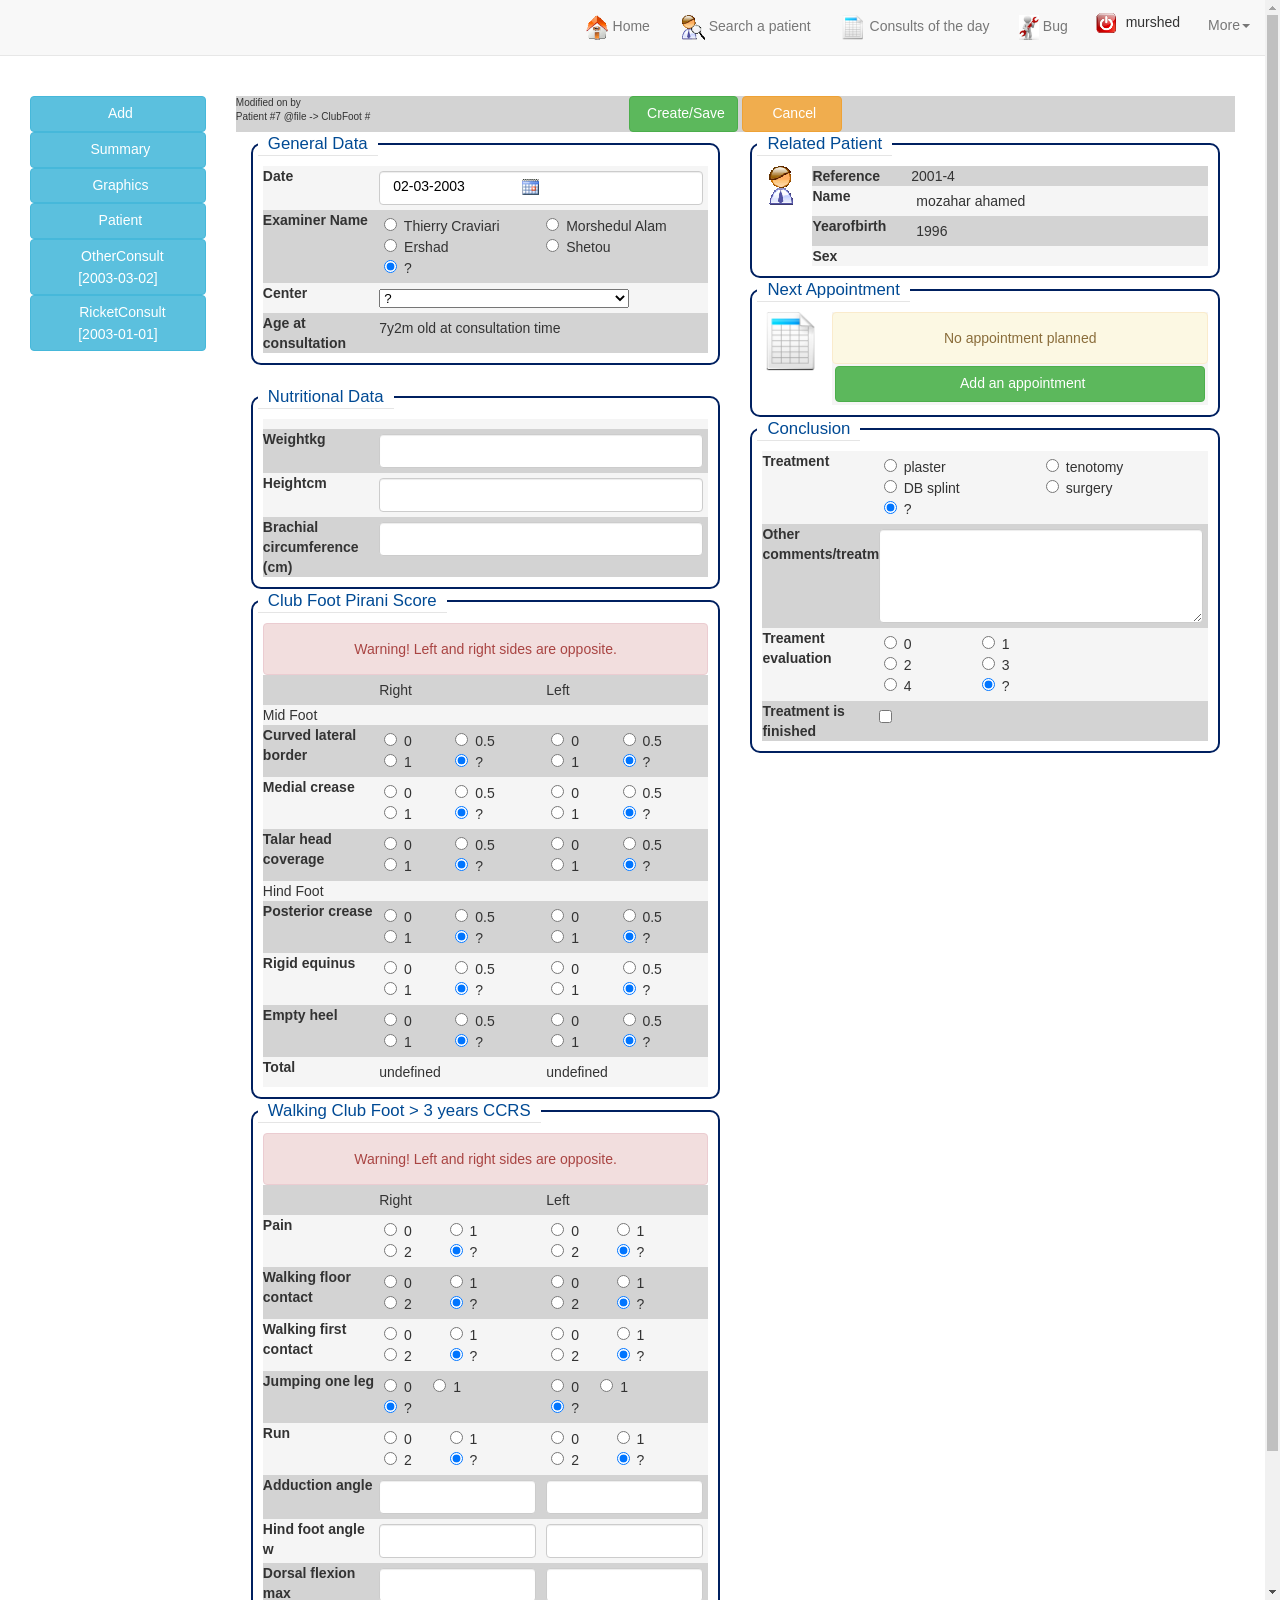 Home Search a patient Consults of the day Bug murshed More
Add
Summary
Graphics
Patient
OtherConsult
[2003-03-02]
RicketConsult
[2003-01-01]
Modified on by
Patient #7 @file -> ClubFoot #
Create/Save Cancel
General Data
Date 02-03-2003
Examiner Name Thierry Craviari Morshedul Alam
Ershad Shetou
?
Center ?
Age at
consultation 7y2m old at consultation time
Nutritional Data
Weightkg
Heightcm
Brachial
circumference
(cm)
Club Foot Pirani Score
Warning! Left and right sides are opposite.
Right Left
Mid Foot
Curved lateral
border 0 0.5 0 0.5
1 ? 1 ?
Medial crease 0 0.5 0 0.5
1 ? 1 ?
Talar head
coverage 0 0.5 0 0.5
1 ? 1 ?
Hind Foot
Posterior crease 0 0.5 0 0.5
1 ? 1 ?
Rigid equinus 0 0.5 0 0.5
1 ? 1 ?
Empty heel 0 0.5 0 0.5
1 ? 1 ?
Total undefined undefined
Walking Club Foot > 3 years CCRS
Warning! Left and right sides are opposite.
Right Left
Pain 0 1 0 1
2 ? 2 ?
Walking floor
contact 0 1 0 1
2 ? 2 ?
Walking first
contact 0 1 0 1
2 ? 2 ?
Jumping one leg 0 1 0 1
? ?
Run 0 1 0 1
2 ? 2 ?
Adduction angle
Hind foot angle
w
Dorsal flexion
max
Related Patient
Reference 2001-4
Name mozahar ahamed
Yearofbirth 1996
Sex
Next Appointment
No appointment planned
Add an appointment
Conclusion
Treatment plaster tenotomy
DB splint surgery
?
Other
comments/treatm
Treament
evaluation 0 1
2 3
4 ?
Treatment is
finished